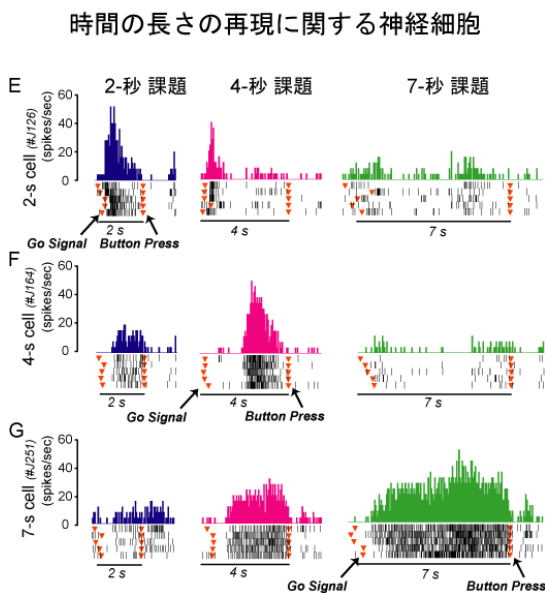 時間の長さの再現に関する神経細胞
2-秒 課題 4-秒 課題 7-秒 課題
E
2-s cell (#J126)
(spikes/sec)
60
40
20
0
Go Signal Button Press
2 s 4 s 7 s
F
4-s cell (#J164)
(spikes/sec)
60
40
20
0
2 s 4 s 7 s
Go Signal Button Press
G
7-s cell (#J251)
(spikes/sec)
60
40
20
0
2 s 4 s 7 s
Go Signal Button Press